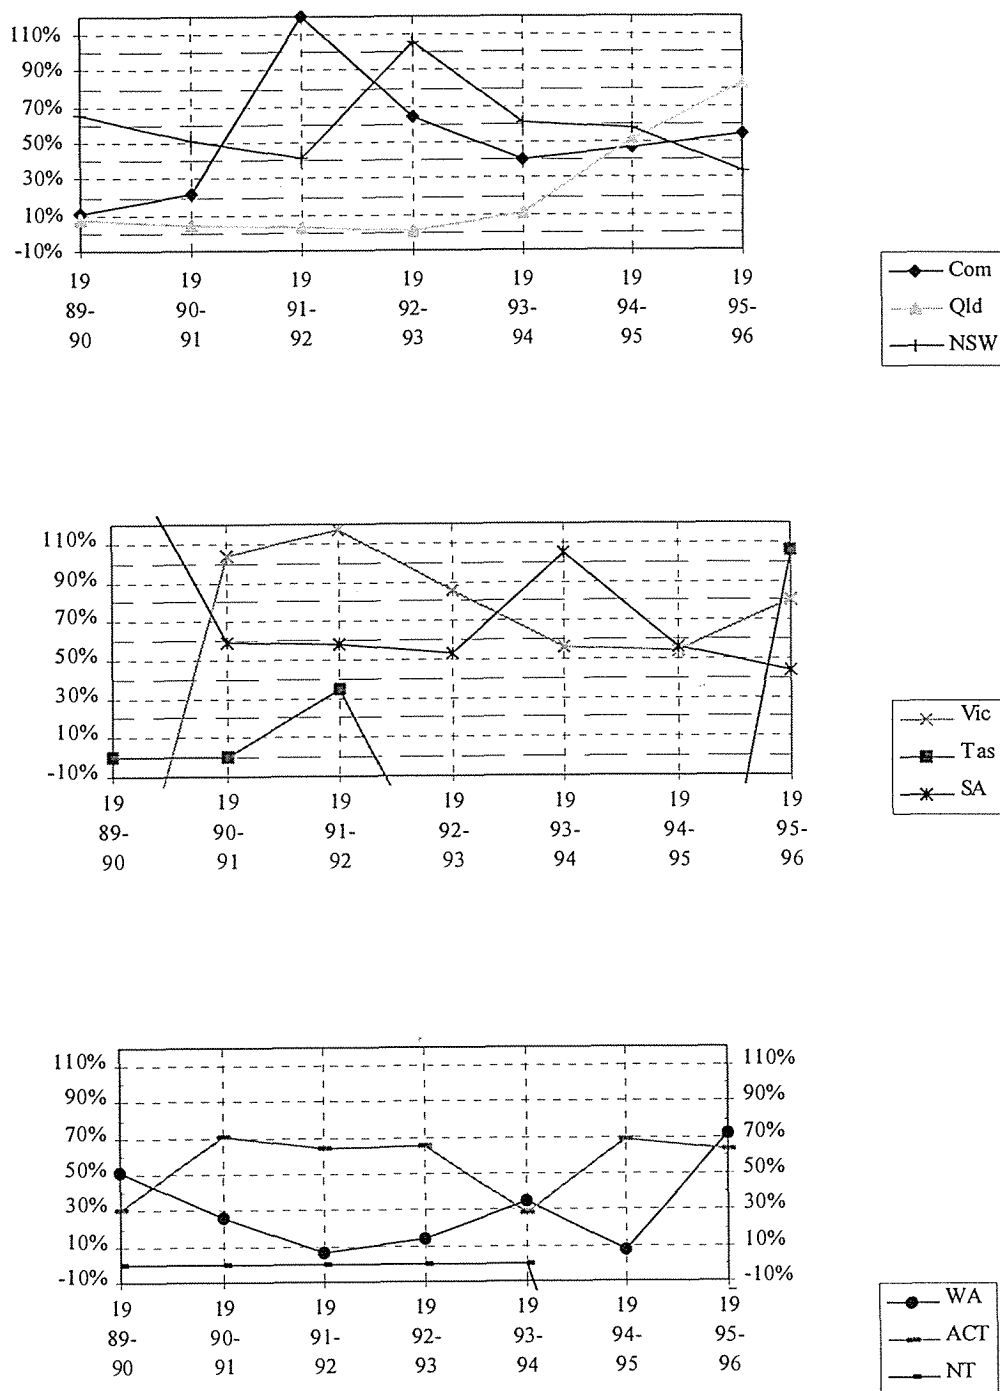 110%
90%
70%
50%
30%
10%
-10%
19 19 19 19 19 19 19
89- 90- 91- 92- 93- 94- 95-
90 91 92 93 94 95 96
Com
Qld
NSW
110%
90%
70%
50%
30%
10%
-10%
19 19 19 19 19 19 19
89- 90- 91- 92- 93- 94- 95-
90 91 92 93 94 95 96
Vic
Tas
SA
110% 110%
90% 90%
70% 70%
50% 50%
30% 30%
10% 10%
-10% -10%
19 19 19 19 19 19 19
89- 90- 91- 92- 93- 94- 95-
90 91 92 93 94 95 96
WA
ACT
NT